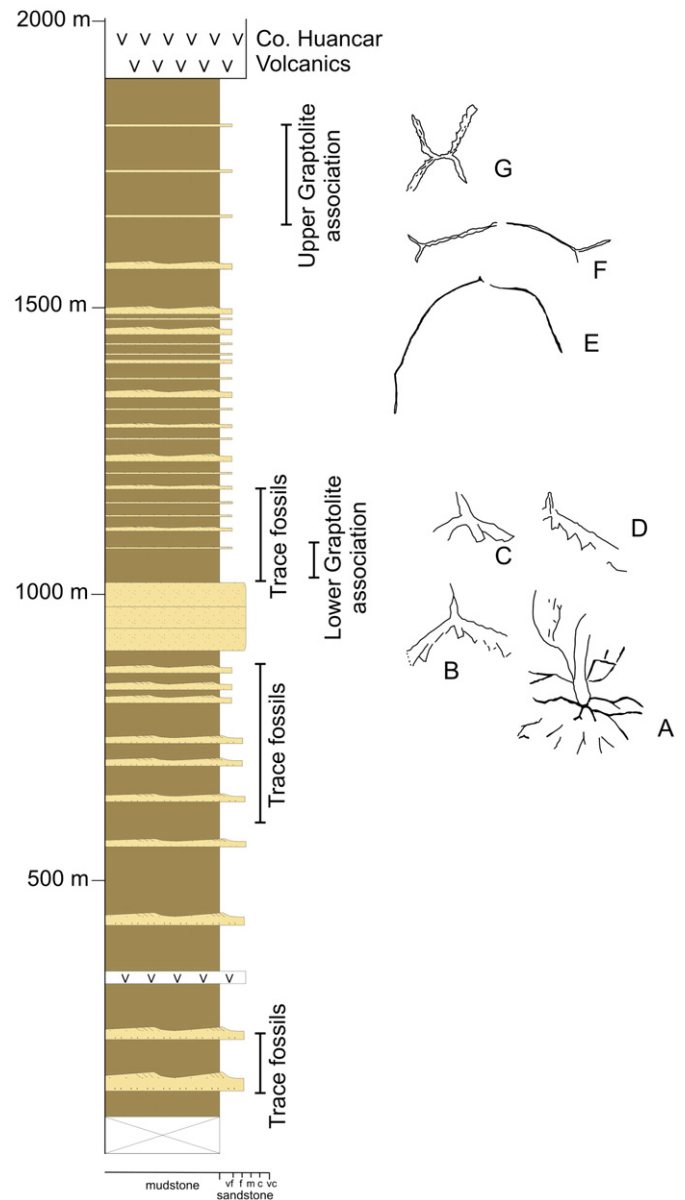 2000 m
Co. Huancar
Volcanics
Upper Graptolite
association
G
F
1500 m
E
Trace fossils
Lower Graptolite
association
C
D
1000 m
B
A
Trace fossils
500 m
Trace fossils
mudstone
vf f m c vc
sandstone